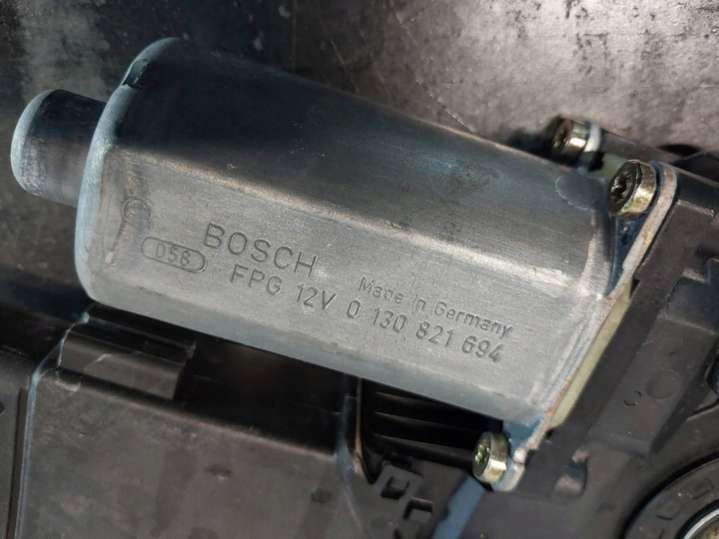 BOSCH
Made in Germany
058
FPG 12V 0 130 821 694